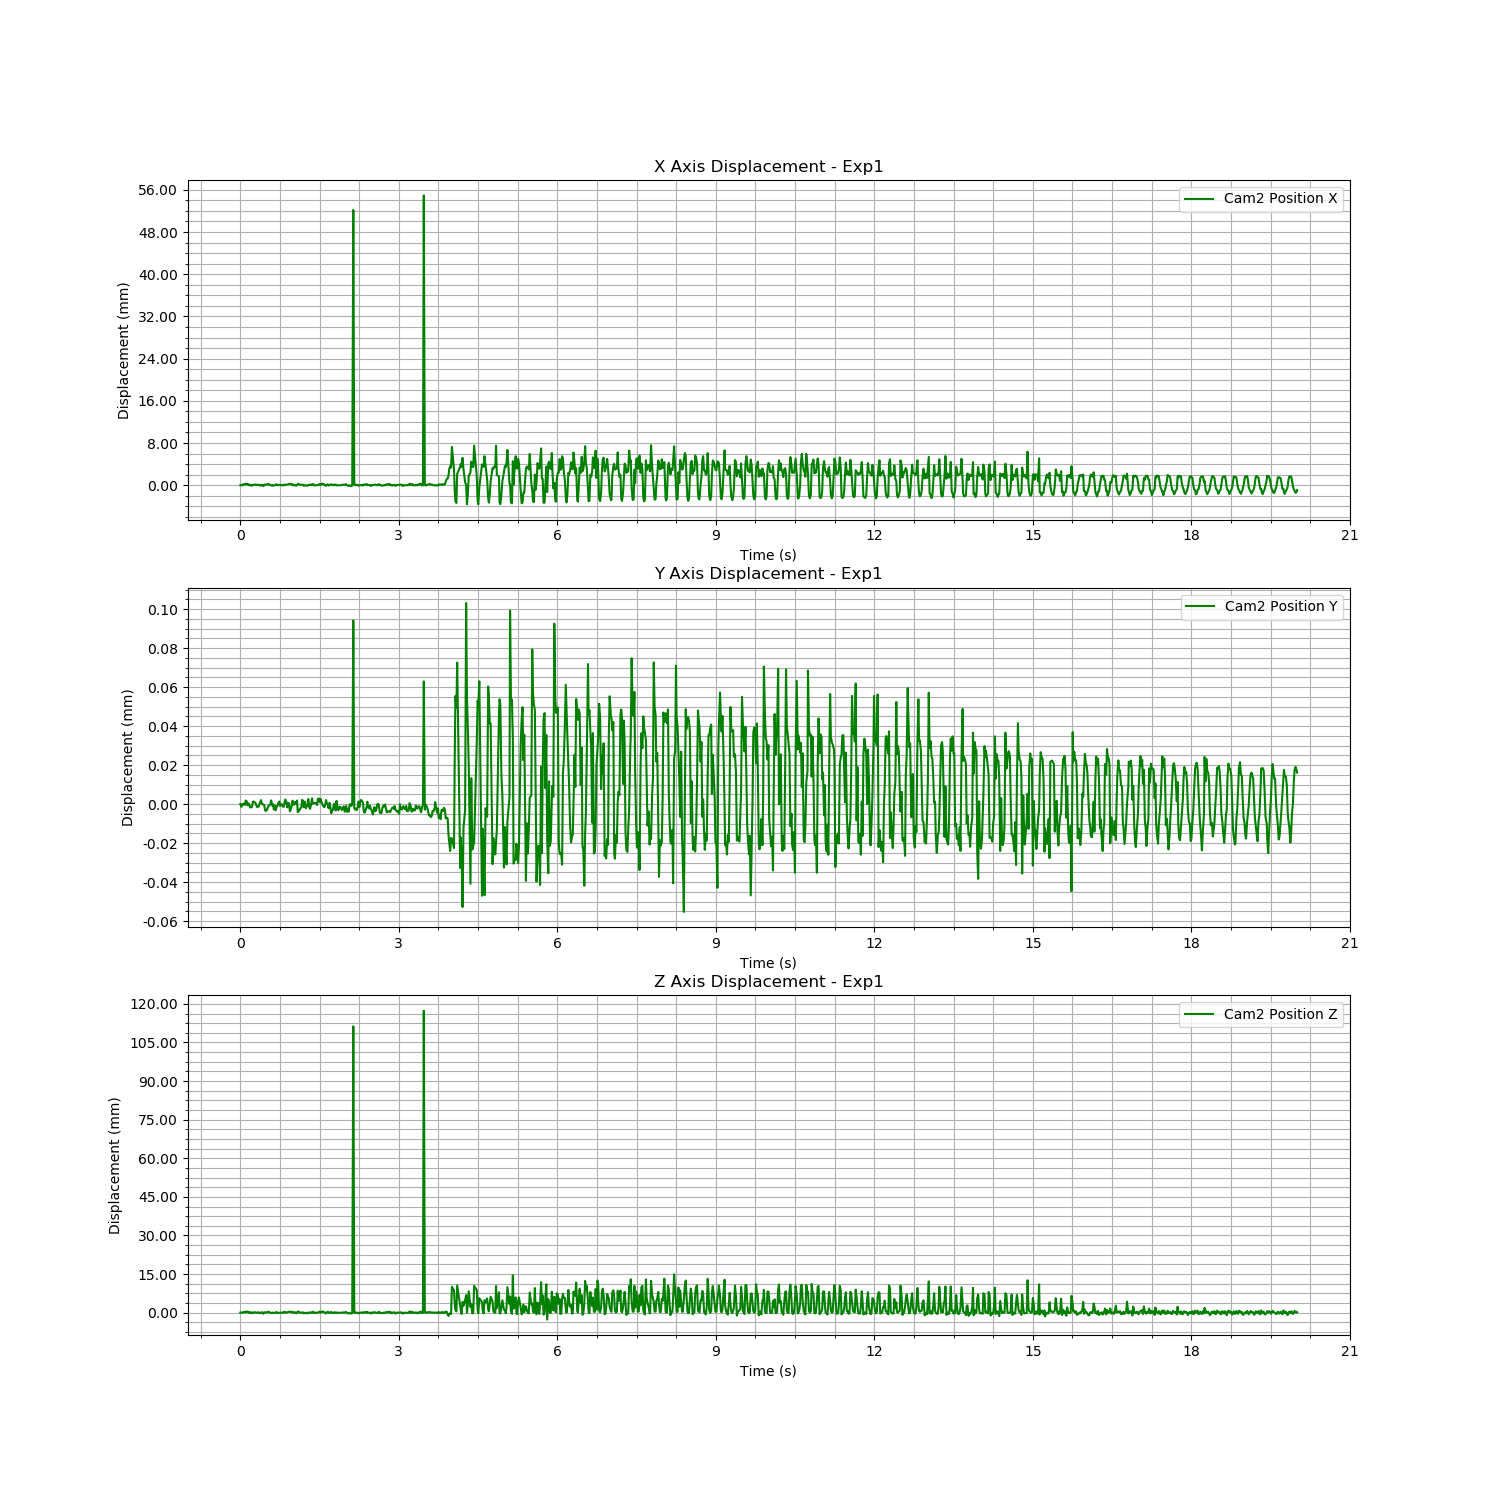 X Axis Displacement - Exp1
56.00
48.00
40.00
32.00
24.00
16.00
8.00
0.00
Displacement (mm)
Cam2 Position X
0 3 6 9 12 15 18 21
Time (s)
Y Axis Displacement - Exp1
0.10
0.08
0.06
0.04
0.02
0.00
-0.02
-0.04
-0.06
Displacement (mm)
Cam2 Position Y
0 3 6 9 12 15 18 21
Time (s)
Z Axis Displacement - Exp1
120.00
105.00
90.00
75.00
60.00
45.00
30.00
15.00
0.00
Displacement (mm)
Cam2 Position Z
0 3 6 9 12 15 18 21
Time (s)